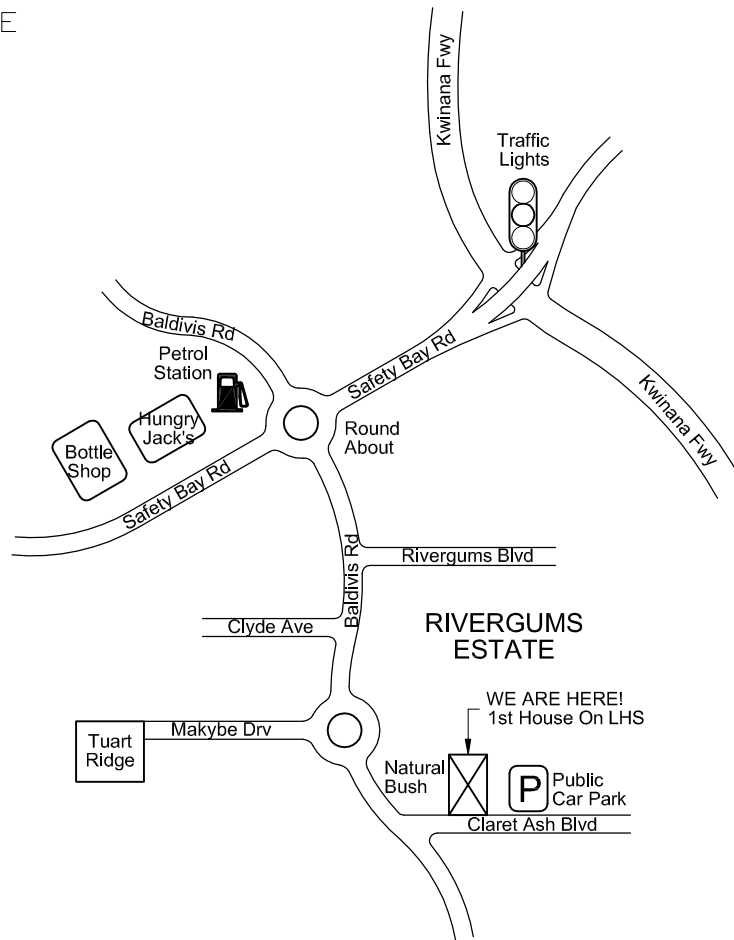 E
Kwinana Fwy
Traffic
Lights
Baldivis Rd
Petrol
Station
Safety Bay Rd
Kwinana Fwy
Hungry
Jack's
Round
About
Bottle
Shop
Safety Bay Rd
Baldivis Rd
Rivergums Blvd
Clyde Ave
RIVERGUMS
ESTATE
WE ARE HERE!
1st House On LHS
Makybe Drv
Tuart
Ridge
Natural
Bush
P
Public
Car Park
Claret Ash Blvd